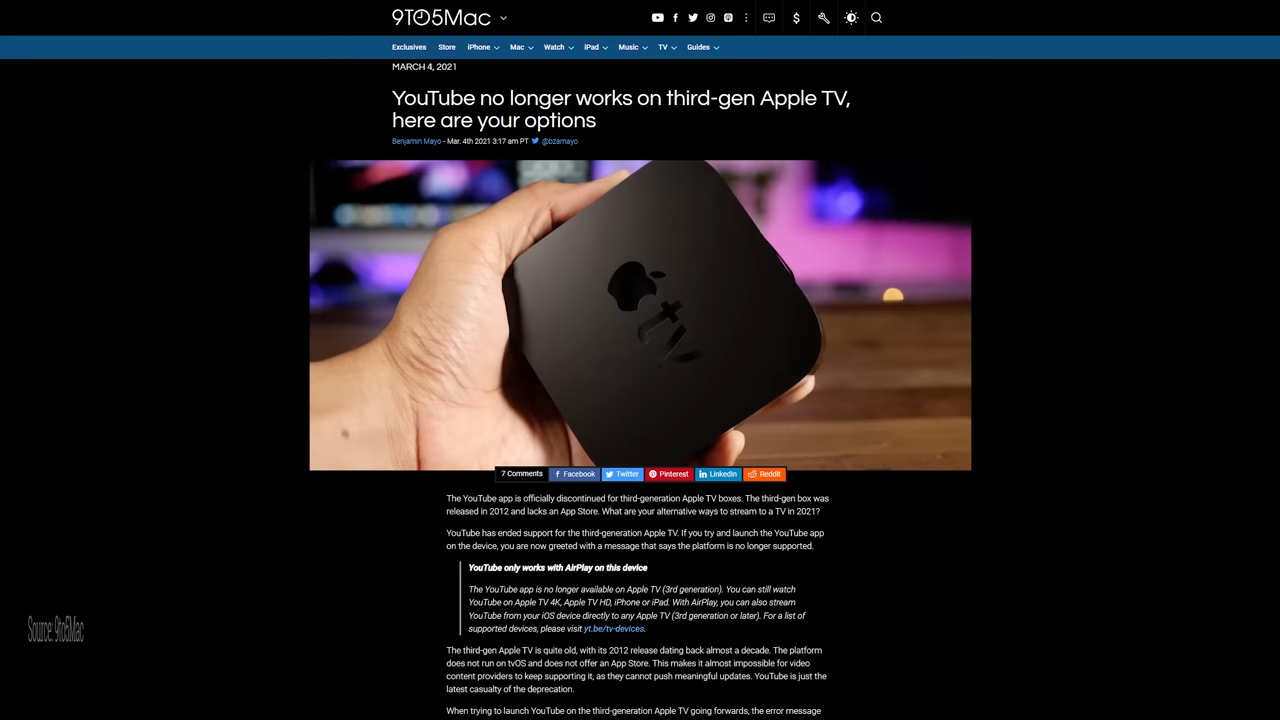 9TO5Mac
Exclusives Store iPhone Mac Watch iPad Music TV Guides
MARCH 4, 2021
YouTube no longer works on third-gen Apple TV,
here are your options
Benjamin Mayo - Mar. 4th 2021 3:17 am PT @bzamayo
tv
7 Comments Facebook Twitter Pinterest LinkedIn Reddit
The YouTube app is officially discontinued for third-generation Apple TV boxes. The third-gen box was
released in 2012 and lacks an App Store. What are your alternative ways to stream to a TV in 2021?
YouTube has ended support for the third-generation Apple TV. If you try and launch the YouTube app
on the device, you are now greeted with a message that says the platform is no longer supported.
YouTube only works with AirPlay on this device
The YouTube app is no longer available on Apple TV (3rd generation). You can still watch
YouTube on Apple TV 4K, Apple TV HD, iPhone or iPad. With AirPlay, you can also stream
YouTube from your iOS device directly to any Apple TV (3rd generation or later). For a list of
supported devices, please visit yt.be/tv-devices.
Source: 9to5Mac
The third-gen Apple TV is quite old, with its 2012 release dating back almost a decade. The platform
does not run on tvOS and does not offer an App Store. This makes it almost impossible for video
content providers to keep supporting it, as they cannot push meaningful updates. YouTube is just the
latest casualty of the deprecation.
When trying to launch YouTube on the third-generation Apple TV going forwards, the error message